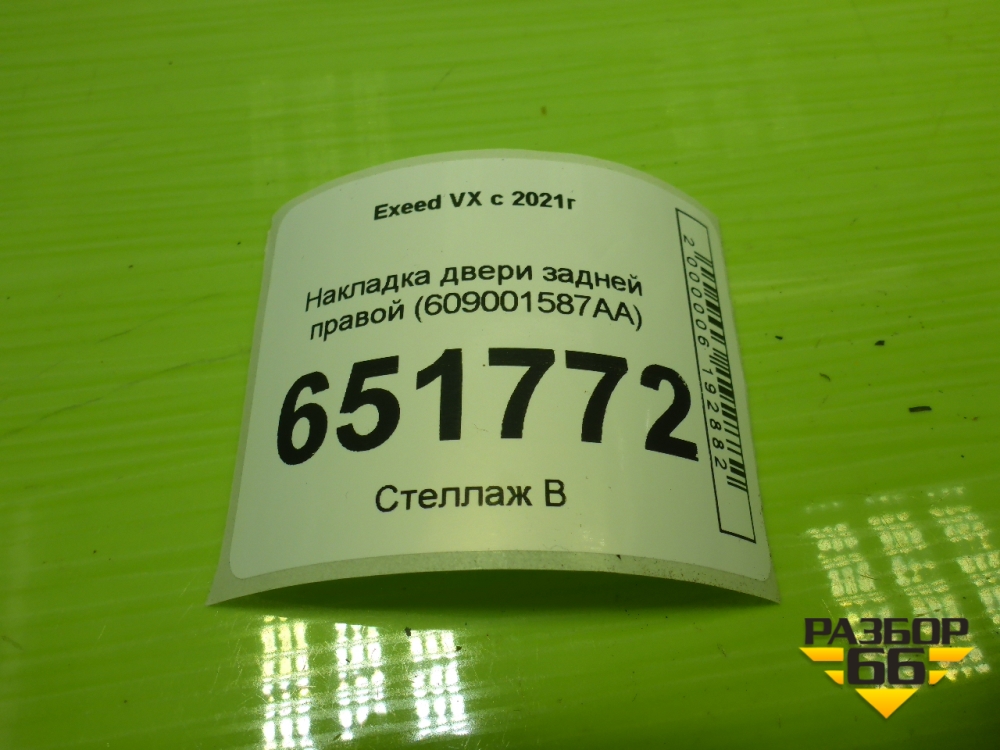 Exeed VX с 2021г
Накладка двери задней
правой (609001587AA)
651772
Стеллаж В
2000006192882
РАЗБОР
66